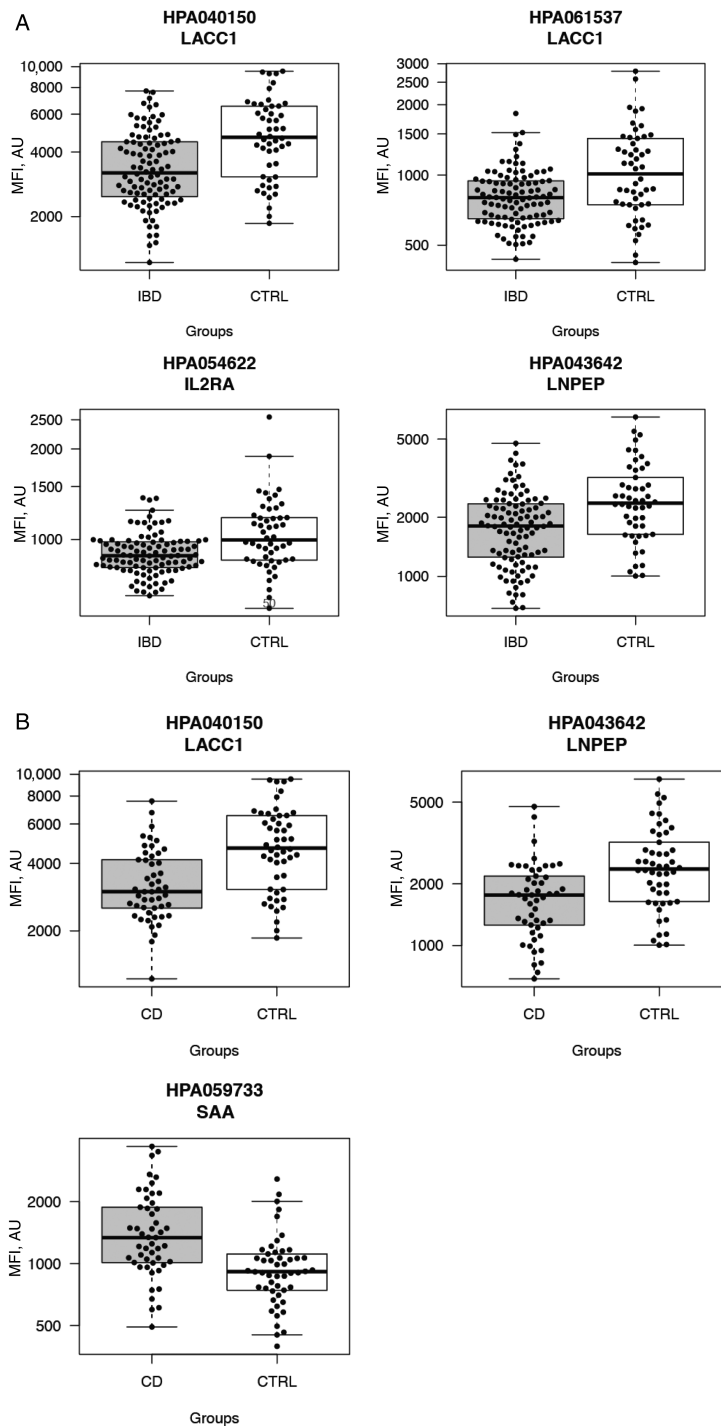 A
HPA040150
LACC1
MFI, AU
10,000
8000
6000
4000
2000
IBD
CTRL
Groups
HPA061537
LACC1
MFI, AU
3000
2500
2000
1500
1000
500
IBD
CTRL
Groups
HPA054622
IL2RA
MFI, AU
2500
2000
1500
1000
50
IBD
CTRL
Groups
HPA043642
LNPEP
MFI, AU
5000
2000
1000
IBD
CTRL
Groups
B
HPA040150
LACC1
MFI, AU
10,000
8000
6000
4000
2000
CD
CTRL
Groups
HPA043642
LNPEP
MFI, AU
5000
2000
1000
CD
CTRL
Groups
HPA059733
SAA
MFI, AU
2000
1000
500
CD
CTRL
Groups